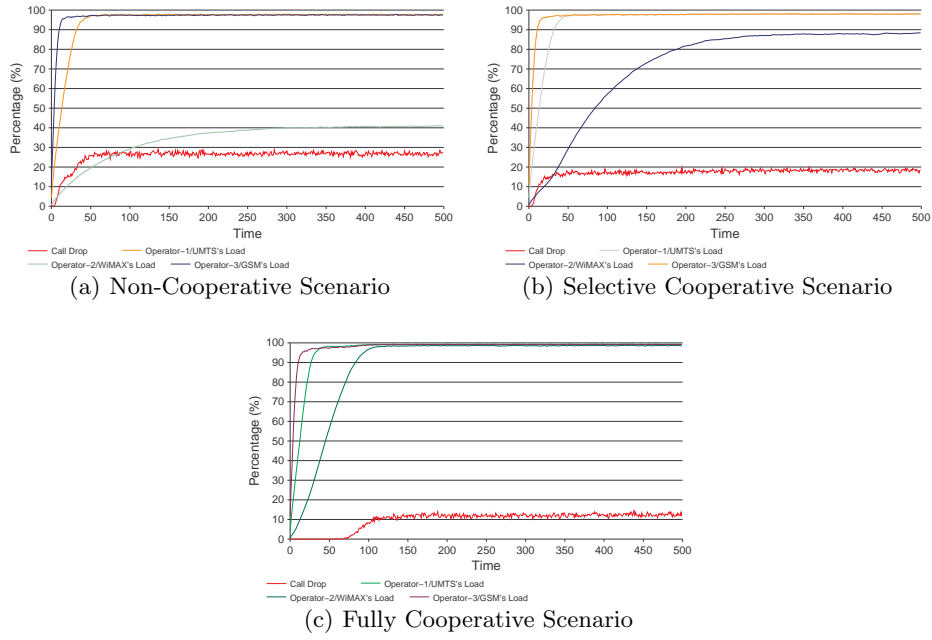 100
90
80
70
60
50
40
30
20
10
0
Percentage (%)
0 50 100 150 200 250 300 350 400 450 500
Time
Call Drop Operator−1/UMTS's Load
Operator−2/WiMAX's Load Operator−3/GSM's Load
(a) Non-Cooperative Scenario
100
90
80
70
60
50
40
30
20
10
0
Percentage (%)
0 50 100 150 200 250 300 350 400 450 500
Time
Call Drop Operator−1/UMTS's Load
Operator−2/WiMAX's Load Operator−3/GSM's Load
(b) Selective Cooperative Scenario
100
90
80
70
60
50
40
30
20
10
0
Percentage (%)
0 50 100 150 200 250 300 350 400 450 500
Time
Call Drop Operator−1/UMTS's Load
Operator−2/WiMAX's Load Operator−3/GSM's Load
(c) Fully Cooperative Scenario